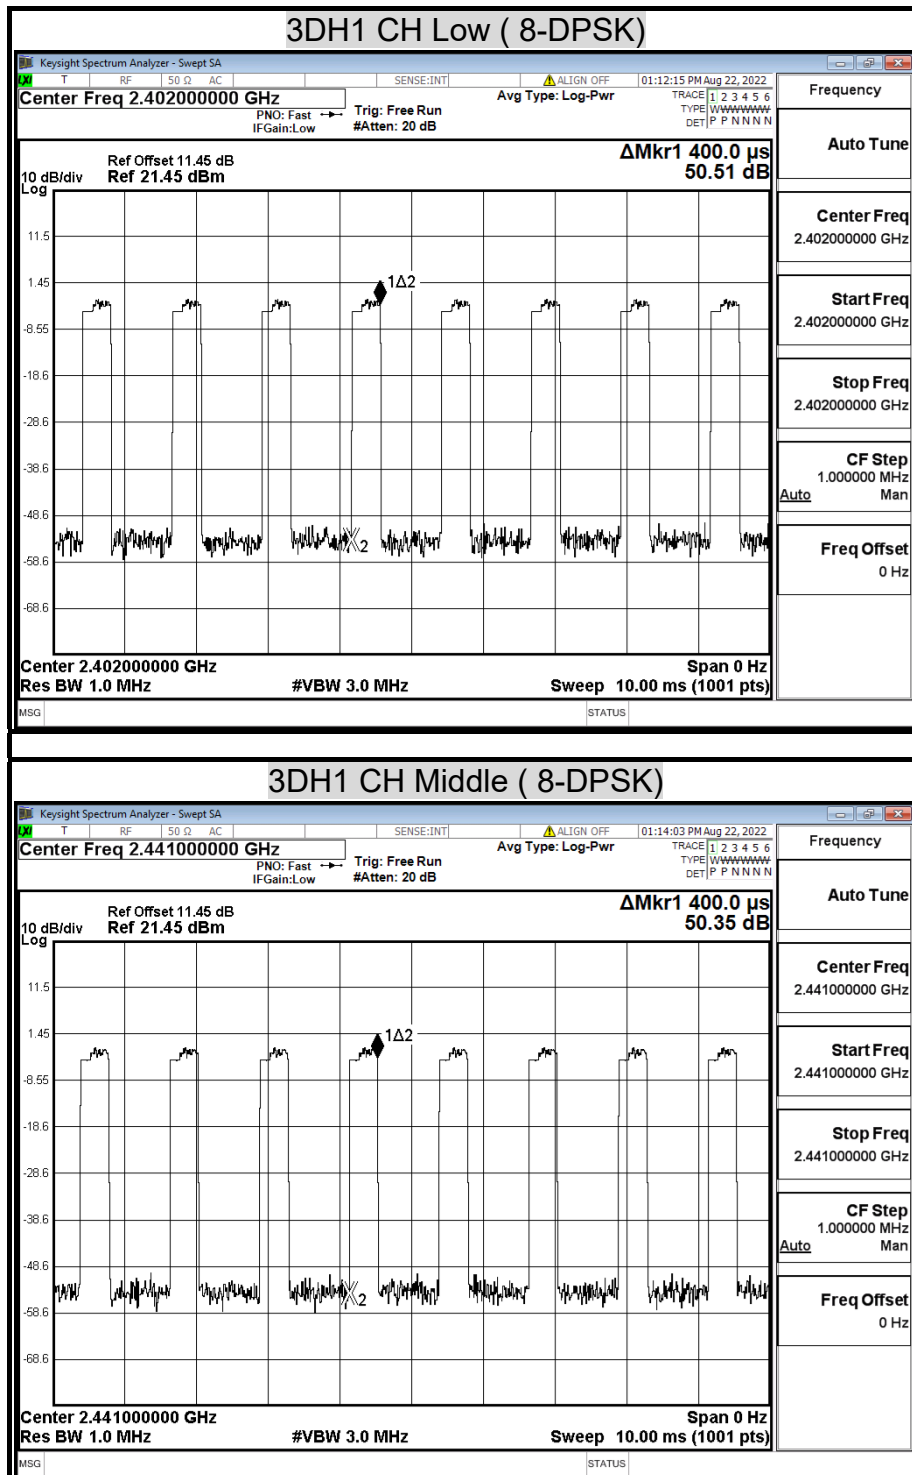 3DH1 CH Low ( 8-DPSK)
Keysight Spectrum Analyzer - Swept SA
LXI T RF 50 Ω AC SENSE:INT ALIGN OFF 01:12:15 PM Aug 22, 2022
Center Freq 2.402000000 GHz Avg Type: Log-Pwr TRACE 1 2 3 4 5 6
PNO: Fast Trig: Free Run TYPE WWWWWW
IFGain:Low #Atten: 20 dB DET P P N N N N
Frequency
Auto Tune
Center Freq
2.402000000 GHz
Start Freq
2.402000000 GHz
Stop Freq
2.402000000 GHz
CF Step
1.000000 MHz
Auto Man
Freq Offset
0 Hz
ΔMkr1 400.0 µs
50.51 dB
Ref Offset 11.45 dB
10 dB/div Ref 21.45 dBm
Log
11.5
1.45
-8.55
-18.6
-28.6
-38.6
-48.6
-58.6
-68.6
1Δ2
X2
Center 2.402000000 GHz Span 0 Hz
Res BW 1.0 MHz #VBW 3.0 MHz Sweep 10.00 ms (1001 pts)
MSG STATUS
3DH1 CH Middle ( 8-DPSK)
Keysight Spectrum Analyzer - Swept SA
LXI T RF 50 Ω AC SENSE:INT ALIGN OFF 01:14:03 PM Aug 22, 2022
Center Freq 2.441000000 GHz Avg Type: Log-Pwr TRACE 1 2 3 4 5 6
PNO: Fast Trig: Free Run TYPE WWWWWW
IFGain:Low #Atten: 20 dB DET P P N N N N
Frequency
Auto Tune
Center Freq
2.441000000 GHz
Start Freq
2.441000000 GHz
Stop Freq
2.441000000 GHz
CF Step
1.000000 MHz
Auto Man
Freq Offset
0 Hz
ΔMkr1 400.0 µs
50.35 dB
Ref Offset 11.45 dB
10 dB/div Ref 21.45 dBm
Log
11.5
1.45
-8.55
-18.6
-28.6
-38.6
-48.6
-58.6
-68.6
1Δ2
X2
Center 2.441000000 GHz Span 0 Hz
Res BW 1.0 MHz #VBW 3.0 MHz Sweep 10.00 ms (1001 pts)
MSG STATUS